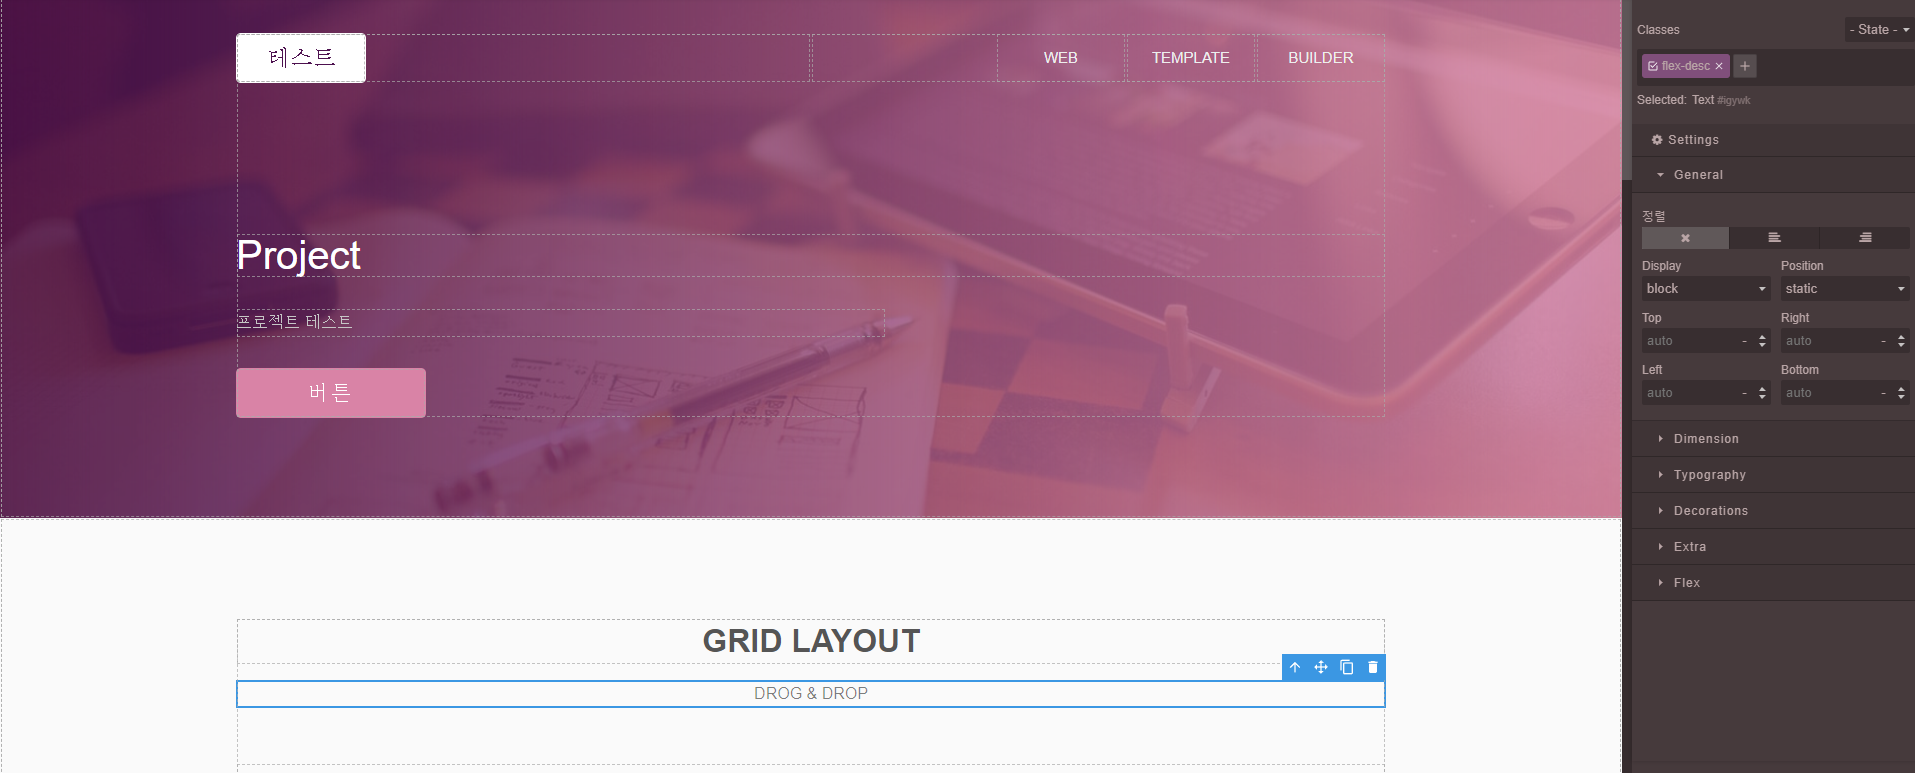 테스트
WEB TEMPLATE BUILDER
Project
프로젝트 테스트
버튼
GRID LAYOUT
DROG & DROP
Classes
- State -
flex-desc
Selected: Text #igywk
Settings
General
정렬
Display Position
block static
Top Right
auto - auto -
Left Bottom
auto - auto -
Dimension
Typography
Decorations
Extra
Flex